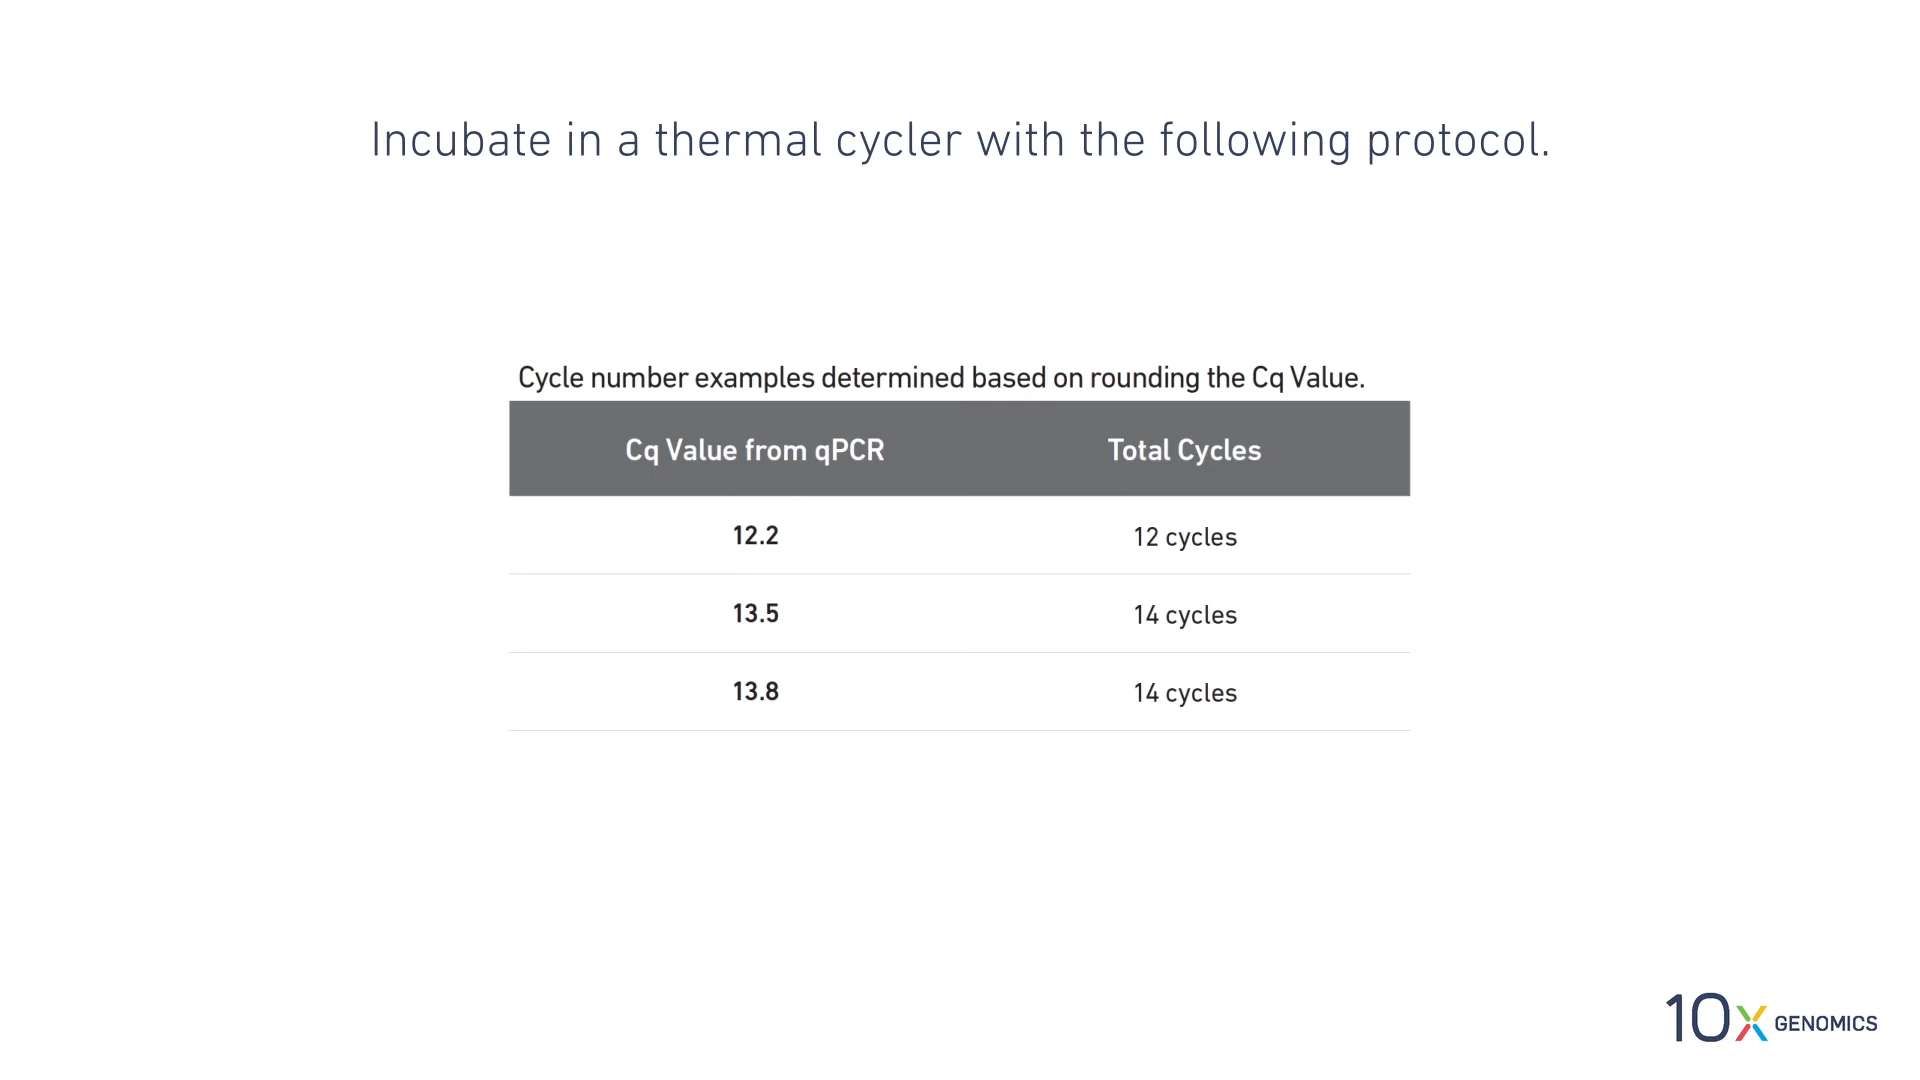 Incubate in a thermal cycler with the following protocol.
Cycle number examples determined based on rounding the Cq Value.
Cq Value from qPCR Total Cycles
12.2 12 cycles
13.5 14 cycles
13.8 14 cycles
10x GENOMICS